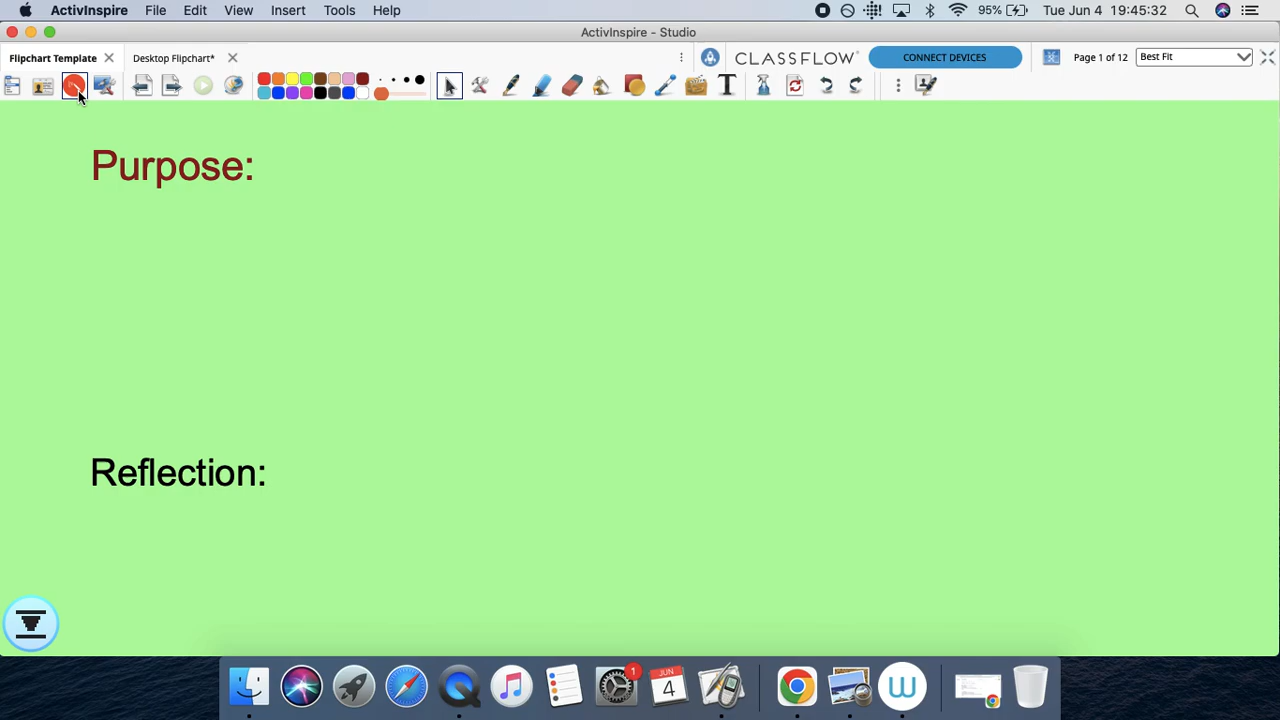 ActivInspire File Edit View Insert Tools Help 95% Tue Jun 4 19:45:32
ActivInspire - Studio
Flipchart Template Desktop Flipchart* CLASSFLOW CONNECT DEVICES Page 1 of 12 Best Fit
T
Purpose:
Reflection:
1 JUN 4 W